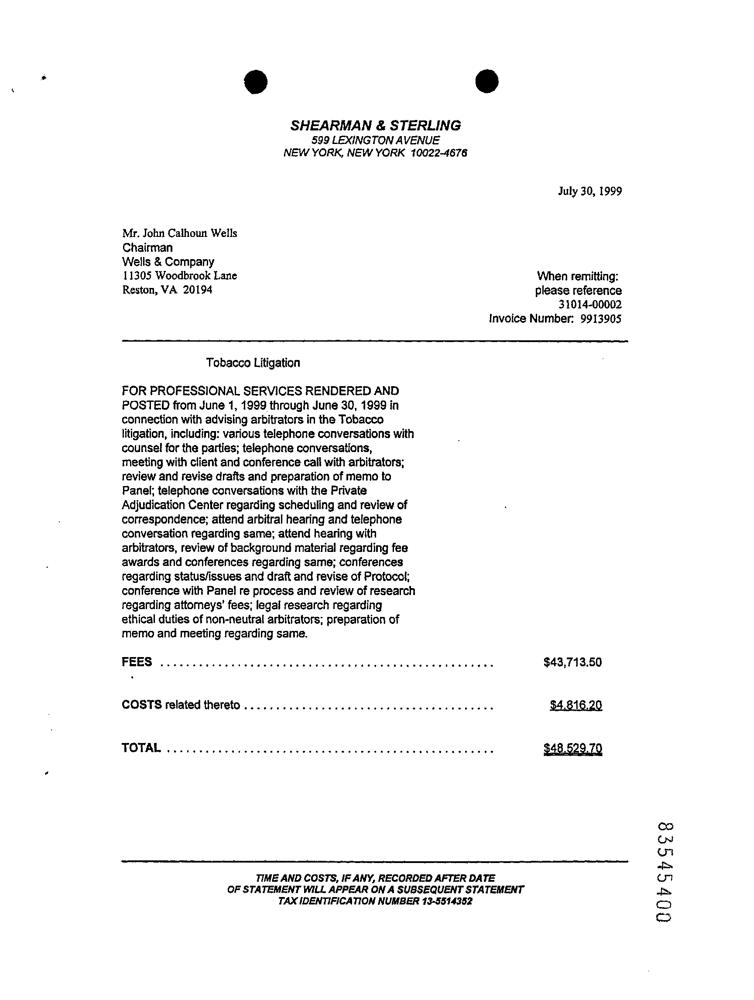 SHEARMAN & STERLING
599 LEXINGTON AVENUE
NEW YORK, NEW YORK 10022-4676
July 30, 1999
Mr. John Calhoun Wells
Chairman
Wells & Company
11305 Woodbrook Lane
Reston, VA 20194
When remitting:
please reference
31014-00002
Invoice Number: 9913905
Tobacco Litigation
FOR PROFESSIONAL SERVICES RENDERED AND
POSTED from June 1, 1999 through June 30, 1999 in
connection with advising arbitrators in the Tobacco
litigation, including: various telephone conversations with
counsel for the parties; telephone conversations,
meeting with client and conference call with arbitrators;
review and revise drafts and preparation of memo to
Panel; telephone conversations with the Private
Adjudication Center regarding scheduling and review of
correspondence; attend arbitral hearing and telephone
conversation regarding same; attend hearing with
arbitrators, review of background material regarding fee
awards and conferences regarding same; conferences
regarding status/issues and draft and revise of Protocol;
conference with Panel re process and review of research
regarding attorneys' fees; legal research regarding
ethical duties of non-neutral arbitrators; preparation of
memo and meeting regarding same.
FEES .................................................... $43,713.50
COSTS related thereto ....................................... $4,816.20
TOTAL ................................................... $48,529.70
TIME AND COSTS, IF ANY, RECORDED AFTER DATE
OF STATEMENT WILL APPEAR ON A SUBSEQUENT STATEMENT
TAX IDENTIFICATION NUMBER 13-5514352
83545400